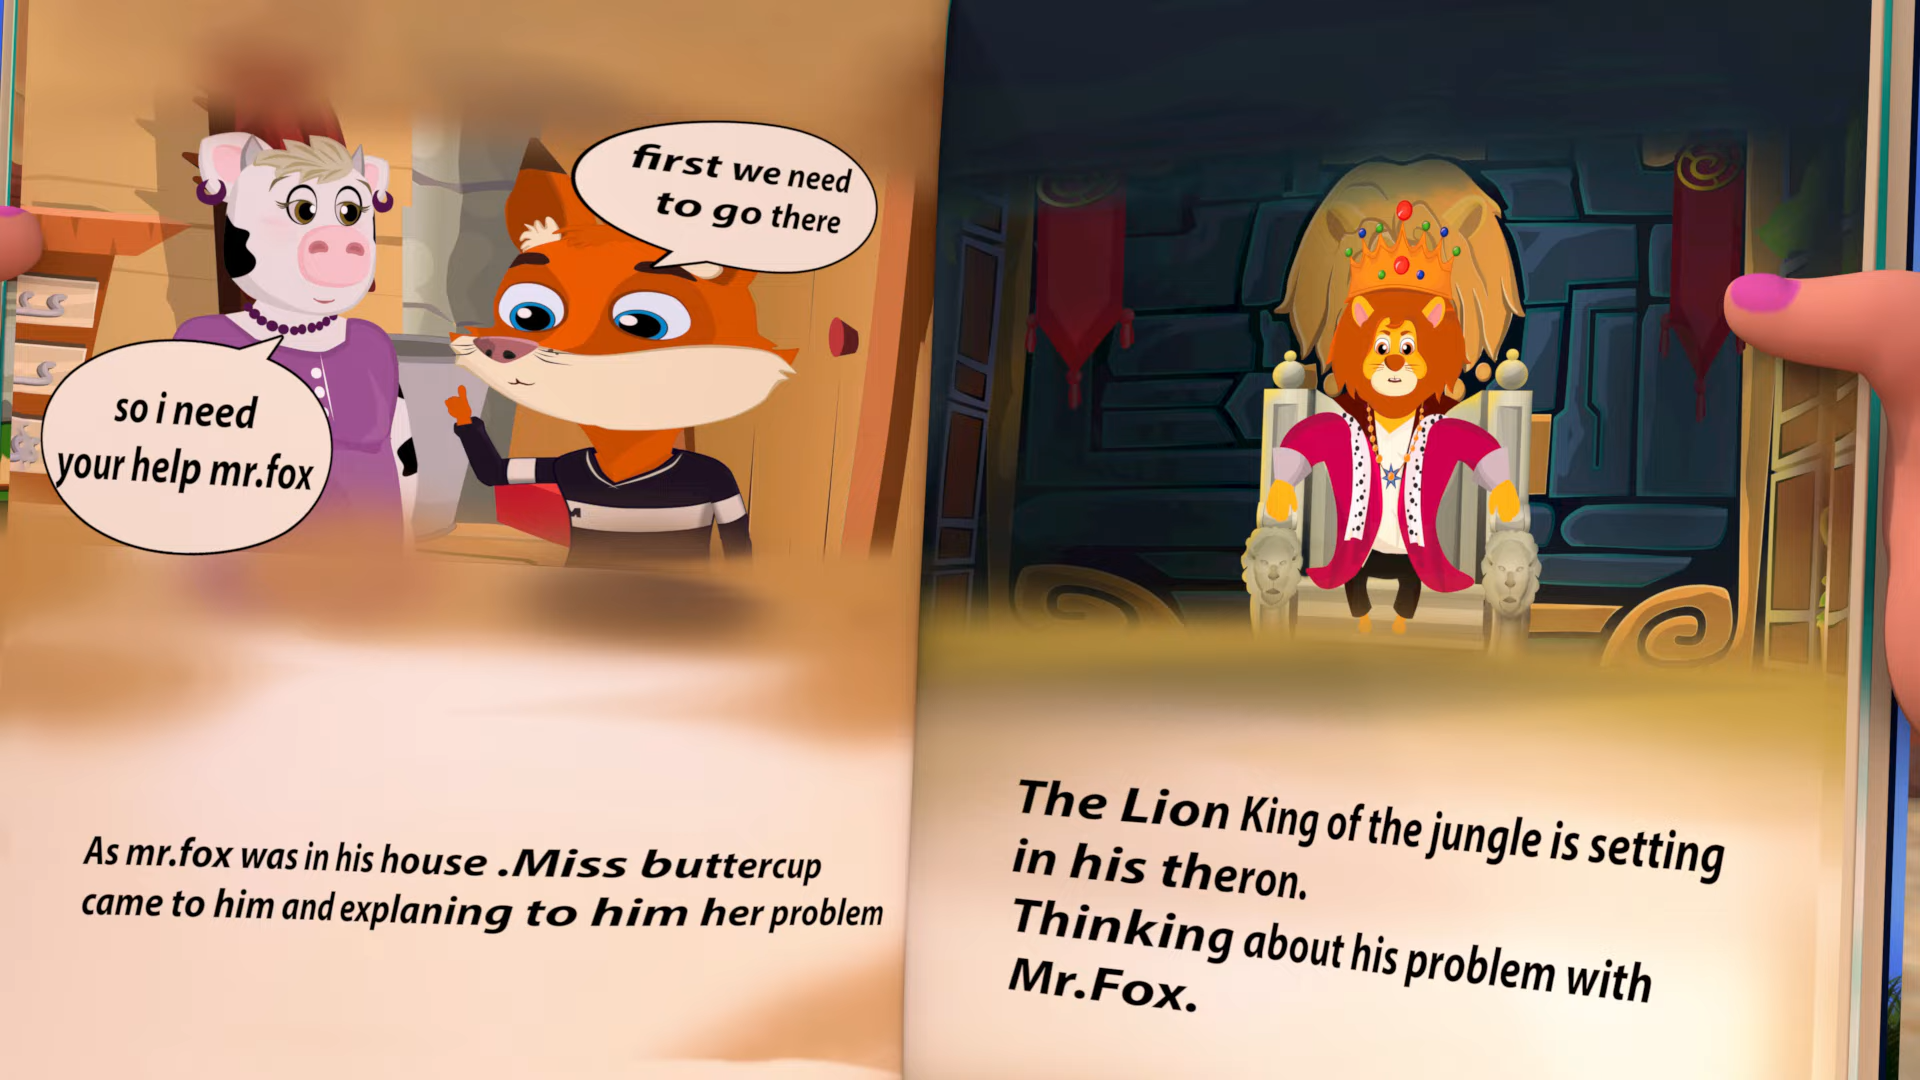 first we need
to go there
so i need
your help mr.fox
As mr.fox was in his house .Miss buttercup
came to him and explaning to him her problem
The Lion King of the jungle is setting
in his theron.
Thinking about his problem with
Mr.Fox.